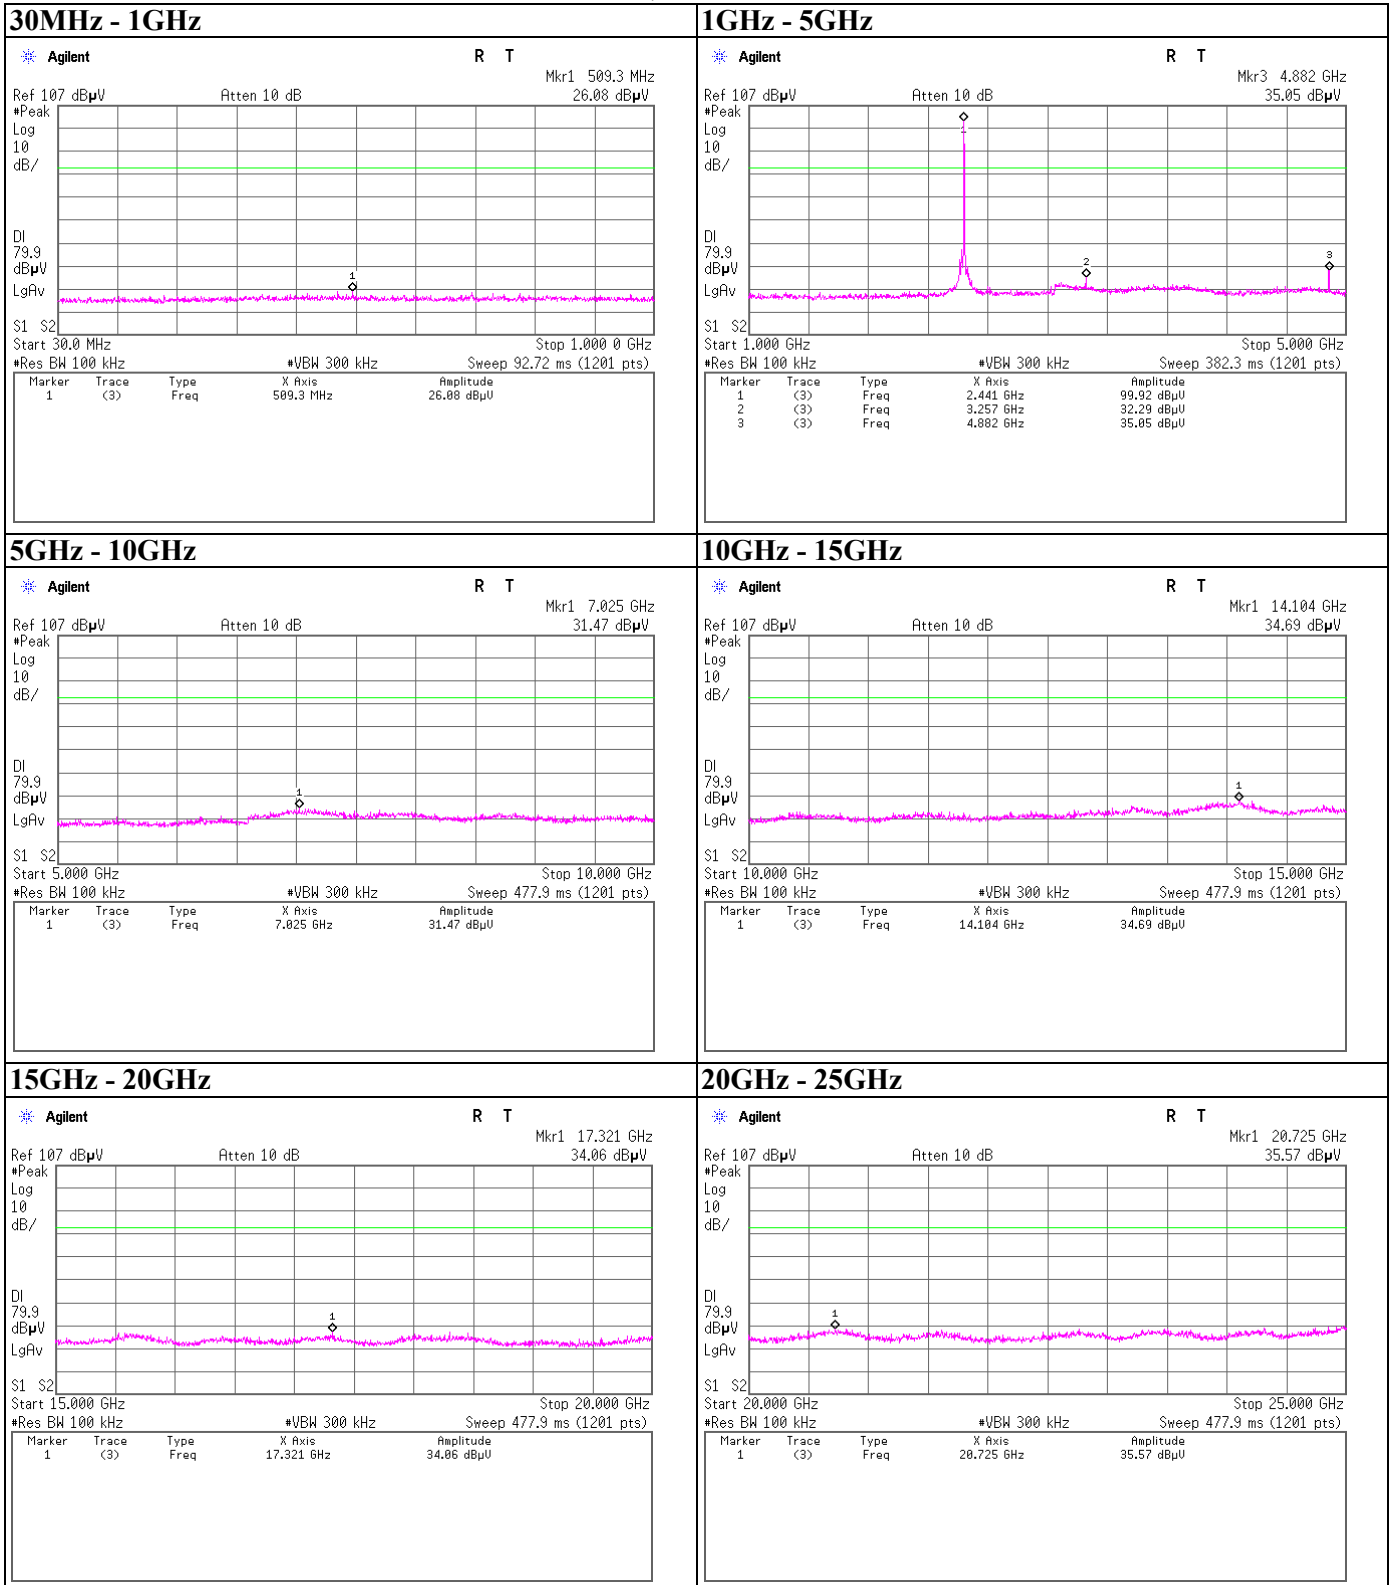 30MHz - 1GHz
Agilent
R T
Mkr1 509.3 MHz
Ref 107 dBµV Atten 10 dB 26.08 dBµV
#Peak
Log
10
dB/
1
DI
79.9
dBµV
LgAv
S1 S2
Start 30.0 MHz Stop 1.000 0 GHz
#Res BW 100 kHz #VBW 300 kHz Sweep 92.72 ms (1201 pts)
Marker Trace Type X Axis Amplitude
1 (3) Freq 509.3 MHz 26.08 dBµV
1GHz - 5GHz
Agilent
R T
Mkr3 4.882 GHz
Ref 107 dBµV Atten 10 dB 35.05 dBµV
#Peak
Log
10
dB/
1
2
3
DI
79.9
dBµV
LgAv
S1 S2
Start 1.000 GHz Stop 5.000 GHz
#Res BW 100 kHz #VBW 300 kHz Sweep 382.3 ms (1201 pts)
Marker Trace Type X Axis Amplitude
1 (3) Freq 2.441 GHz 99.92 dBµV
2 (3) Freq 3.257 GHz 32.29 dBµV
3 (3) Freq 4.882 GHz 35.05 dBµV
5GHz - 10GHz
Agilent
R T
Mkr1 7.025 GHz
Ref 107 dBµV Atten 10 dB 31.47 dBµV
#Peak
Log
10
dB/
1
DI
79.9
dBµV
LgAv
S1 S2
Start 5.000 GHz Stop 10.000 GHz
#Res BW 100 kHz #VBW 300 kHz Sweep 477.9 ms (1201 pts)
Marker Trace Type X Axis Amplitude
1 (3) Freq 7.025 GHz 31.47 dBµV
10GHz - 15GHz
Agilent
R T
Mkr1 14.104 GHz
Ref 107 dBµV Atten 10 dB 34.69 dBµV
#Peak
Log
10
dB/
1
DI
79.9
dBµV
LgAv
S1 S2
Start 10.000 GHz Stop 15.000 GHz
#Res BW 100 kHz #VBW 300 kHz Sweep 477.9 ms (1201 pts)
Marker Trace Type X Axis Amplitude
1 (3) Freq 14.104 GHz 34.69 dBµV
15GHz - 20GHz
Agilent
R T
Mkr1 17.321 GHz
Ref 107 dBµV Atten 10 dB 34.06 dBµV
#Peak
Log
10
dB/
1
DI
79.9
dBµV
LgAv
S1 S2
Start 15.000 GHz Stop 20.000 GHz
#Res BW 100 kHz #VBW 300 kHz Sweep 477.9 ms (1201 pts)
Marker Trace Type X Axis Amplitude
1 (3) Freq 17.321 GHz 34.06 dBµV
20GHz - 25GHz
Agilent
R T
Mkr1 20.725 GHz
Ref 107 dBµV Atten 10 dB 35.57 dBµV
#Peak
Log
10
dB/
1
DI
79.9
dBµV
LgAv
S1 S2
Start 20.000 GHz Stop 25.000 GHz
#Res BW 100 kHz #VBW 300 kHz Sweep 477.9 ms (1201 pts)
Marker Trace Type X Axis Amplitude
1 (3) Freq 20.725 GHz 35.57 dBµV